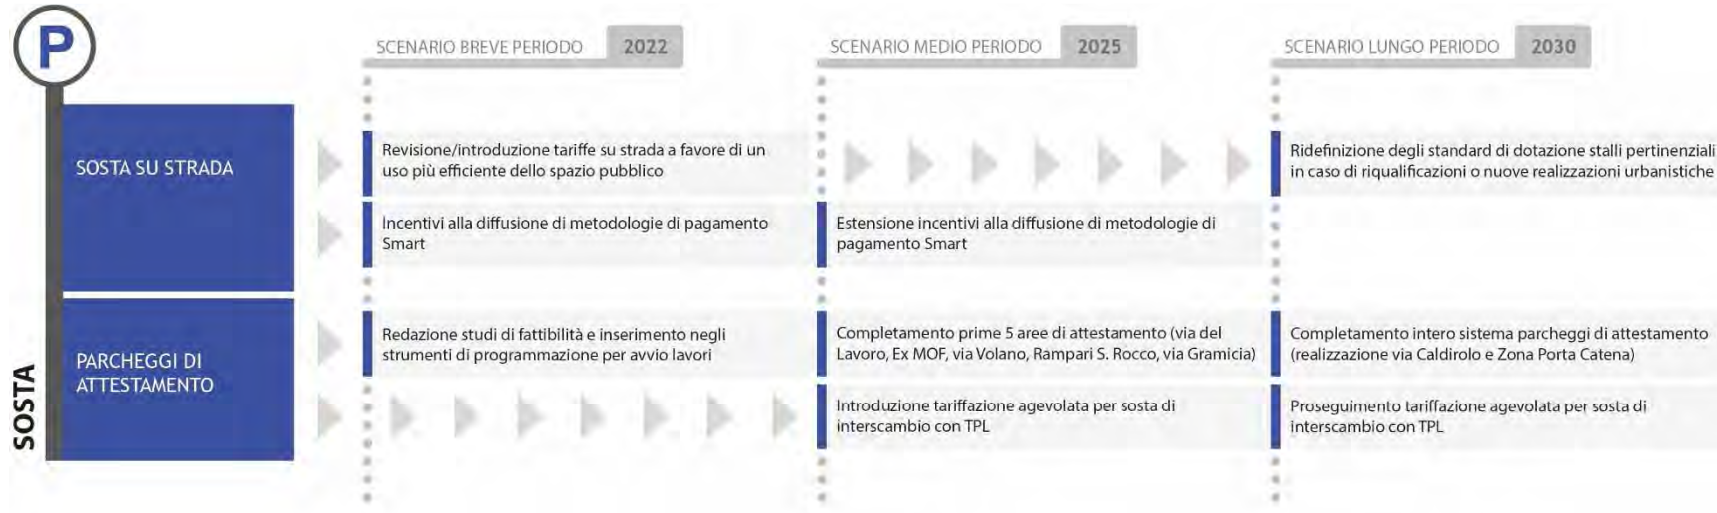 P
SCENARIO BREVE PERIODO 2022
SCENARIO MEDIO PERIODO 2025
SCENARIO LUNGO PERIODO 2030
SOSTA
SOSTA SU STRADA
Revisione/introduzione tariffe su strada a favore di un
uso più efficiente dello spazio pubblico
Ridefinizione degli standard di dotazione stalli pertinenziali
in caso di riqualificazioni o nuove realizzazioni urbanistiche
Incentivi alla diffusione di metodologie di pagamento
Smart
Estensione incentivi alla diffusione di metodologie di
pagamento Smart
PARCHEGGI DI
ATTESTAMENTO
Redazione studi di fattibilità e inserimento negli
strumenti di programmazione per avvio lavori
Completamento prime 5 aree di attestamento (via del
Lavoro, Ex MOF, via Volano, Rampari S. Rocco, via Gramicia)
Completamento intero sistema parcheggi di attestamento
(realizzazione via Caldirolo e Zona Porta Catena)
Introduzione tariffazione agevolata per sosta di
interscambio con TPL
Proseguimento tariffazione agevolata per sosta di
interscambio con TPL